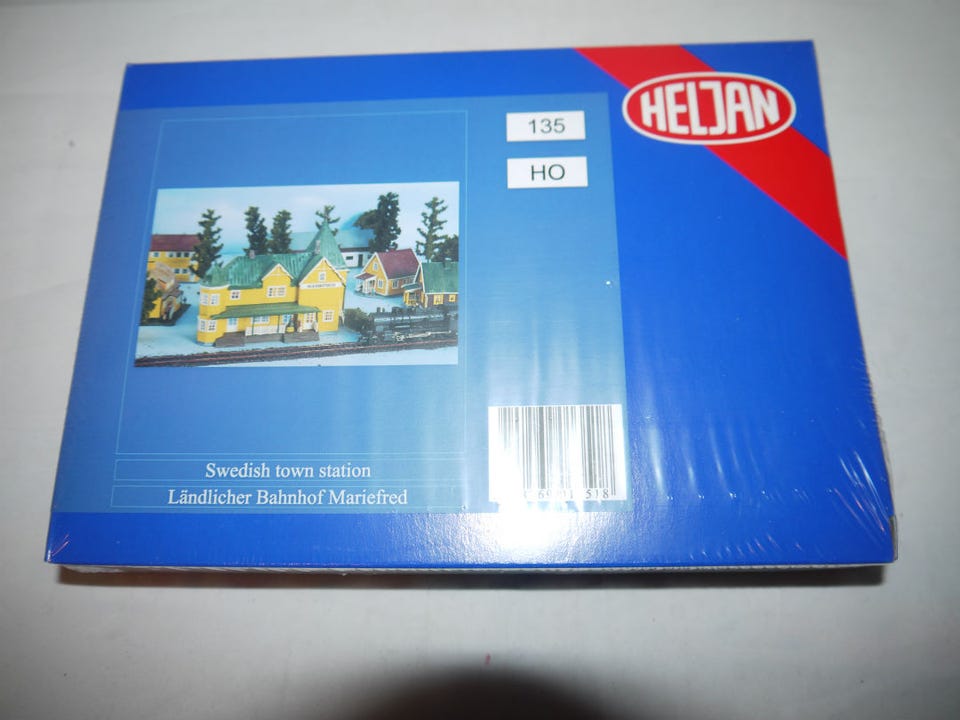 HELJAN
135
HO
Swedish town station
Ländlicher Bahnhof Mariefred